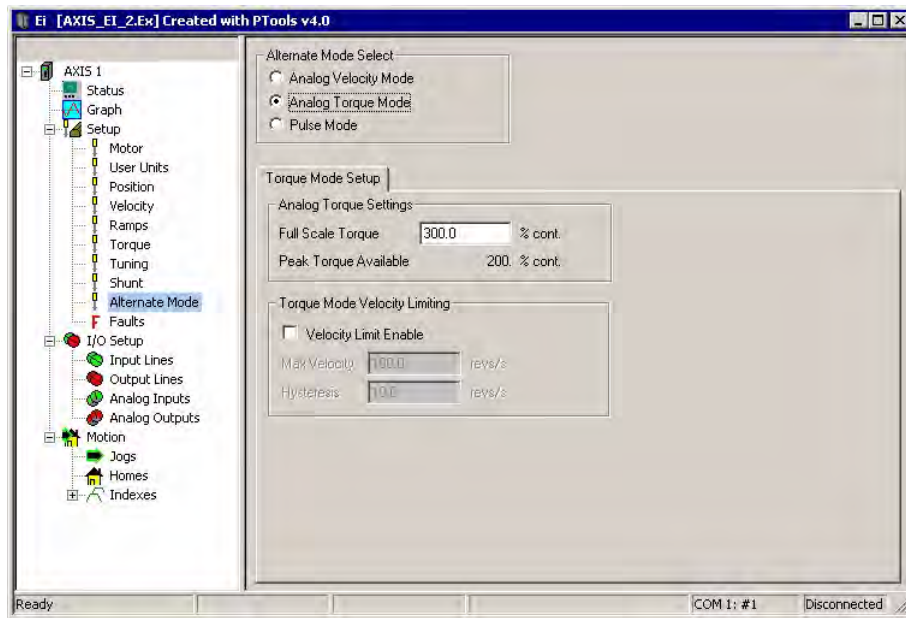 Ei [AXIS_EI_2.Ex] Created with PTools v4.0
AXIS 1
Status
Graph
Setup
Motor
User Units
Position
Velocity
Ramps
Torque
Tuning
Shunt
Alternate Mode
Faults
I/O Setup
Input Lines
Output Lines
Analog Inputs
Analog Outputs
Motion
Jogs
Homes
Indexes
Alternate Mode Select
Analog Velocity Mode
Analog Torque Mode
Pulse Mode
Torque Mode Setup
Analog Torque Settings
Full Scale Torque 300.0 % cont.
Peak Torque Available 200. % cont.
Torque Mode Velocity Limiting
Velocity Limit Enable
Max Velocity revs/s
Hysteresis 10.0 revs/s
Ready COM 1: #1 Disconnected